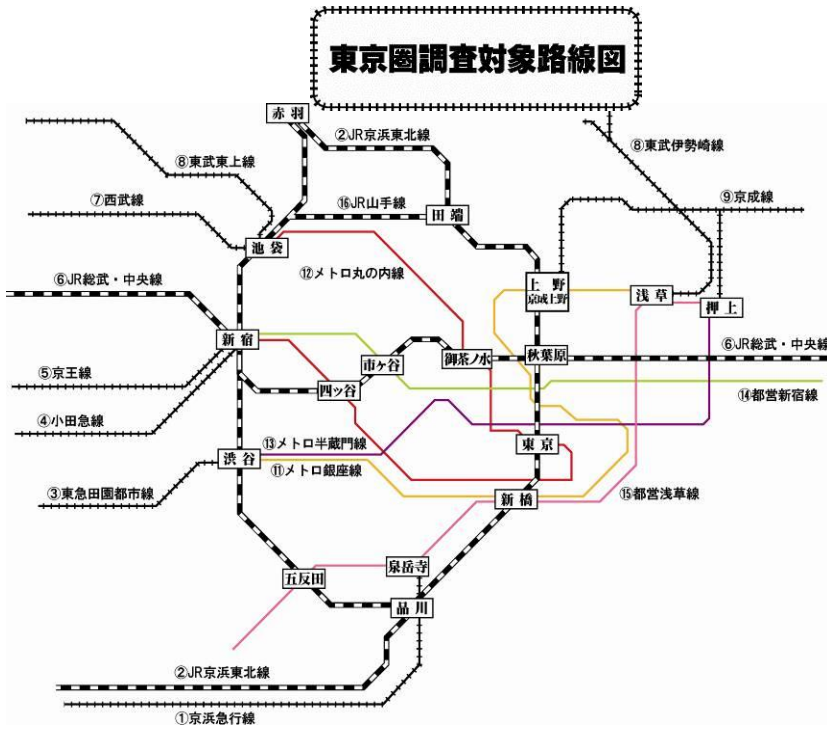 東京圏調査対象路線図
赤羽
②JR京浜東北線
⑧東武伊勢崎線
⑧東武東上線
⑨京成線
⑦西武線
⑯JR山手線
田端
池袋
⑫メトロ丸の内線
⑥JR総武・中央線
上野
京成上野
浅草
押上
新宿
市ヶ谷
御茶ノ水
秋葉原
⑥JR総武・中央線
⑤京王線
四ッ谷
⑭都営新宿線
④小田急線
⑬メトロ半蔵門線
東京
渋谷
⑪メトロ銀座線
③東急田園都市線
新橋
⑮都営浅草線
泉岳寺
五反田
品川
②JR京浜東北線
①京浜急行線